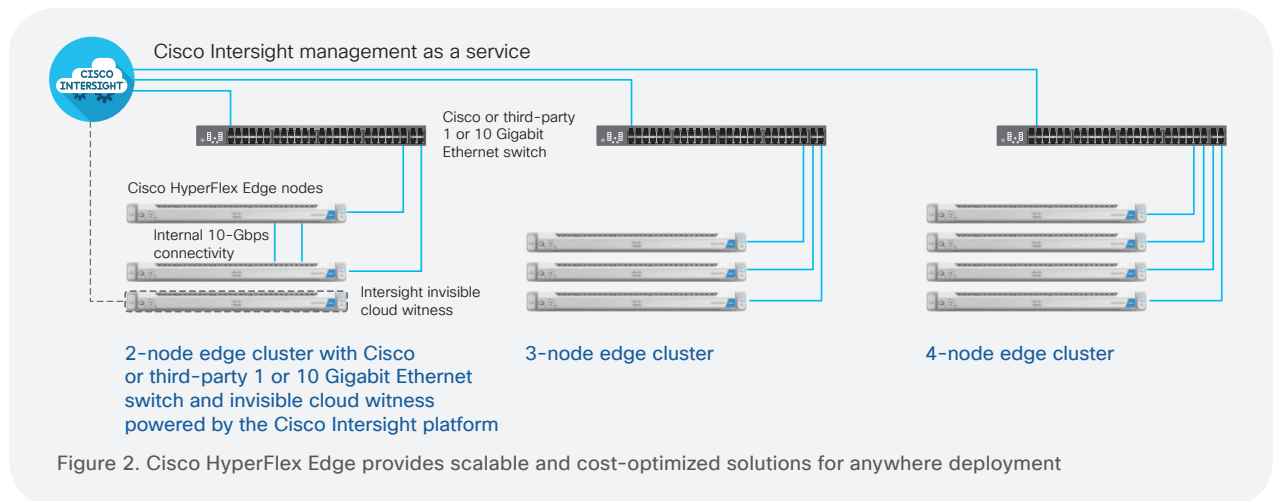 Cisco Intersight management as a service
CISCO
INTERSIGHT
Cisco or third-party
1 or 10 Gigabit
Ethernet switch
Cisco HyperFlex Edge nodes
Internal 10-Gbps
connectivity
Intersight invisible
cloud witness
2-node edge cluster with Cisco
or third-party 1 or 10 Gigabit Ethernet
switch and invisible cloud witness
powered by the Cisco Intersight platform
3-node edge cluster
4-node edge cluster
Figure 2. Cisco HyperFlex Edge provides scalable and cost-optimized solutions for anywhere deployment